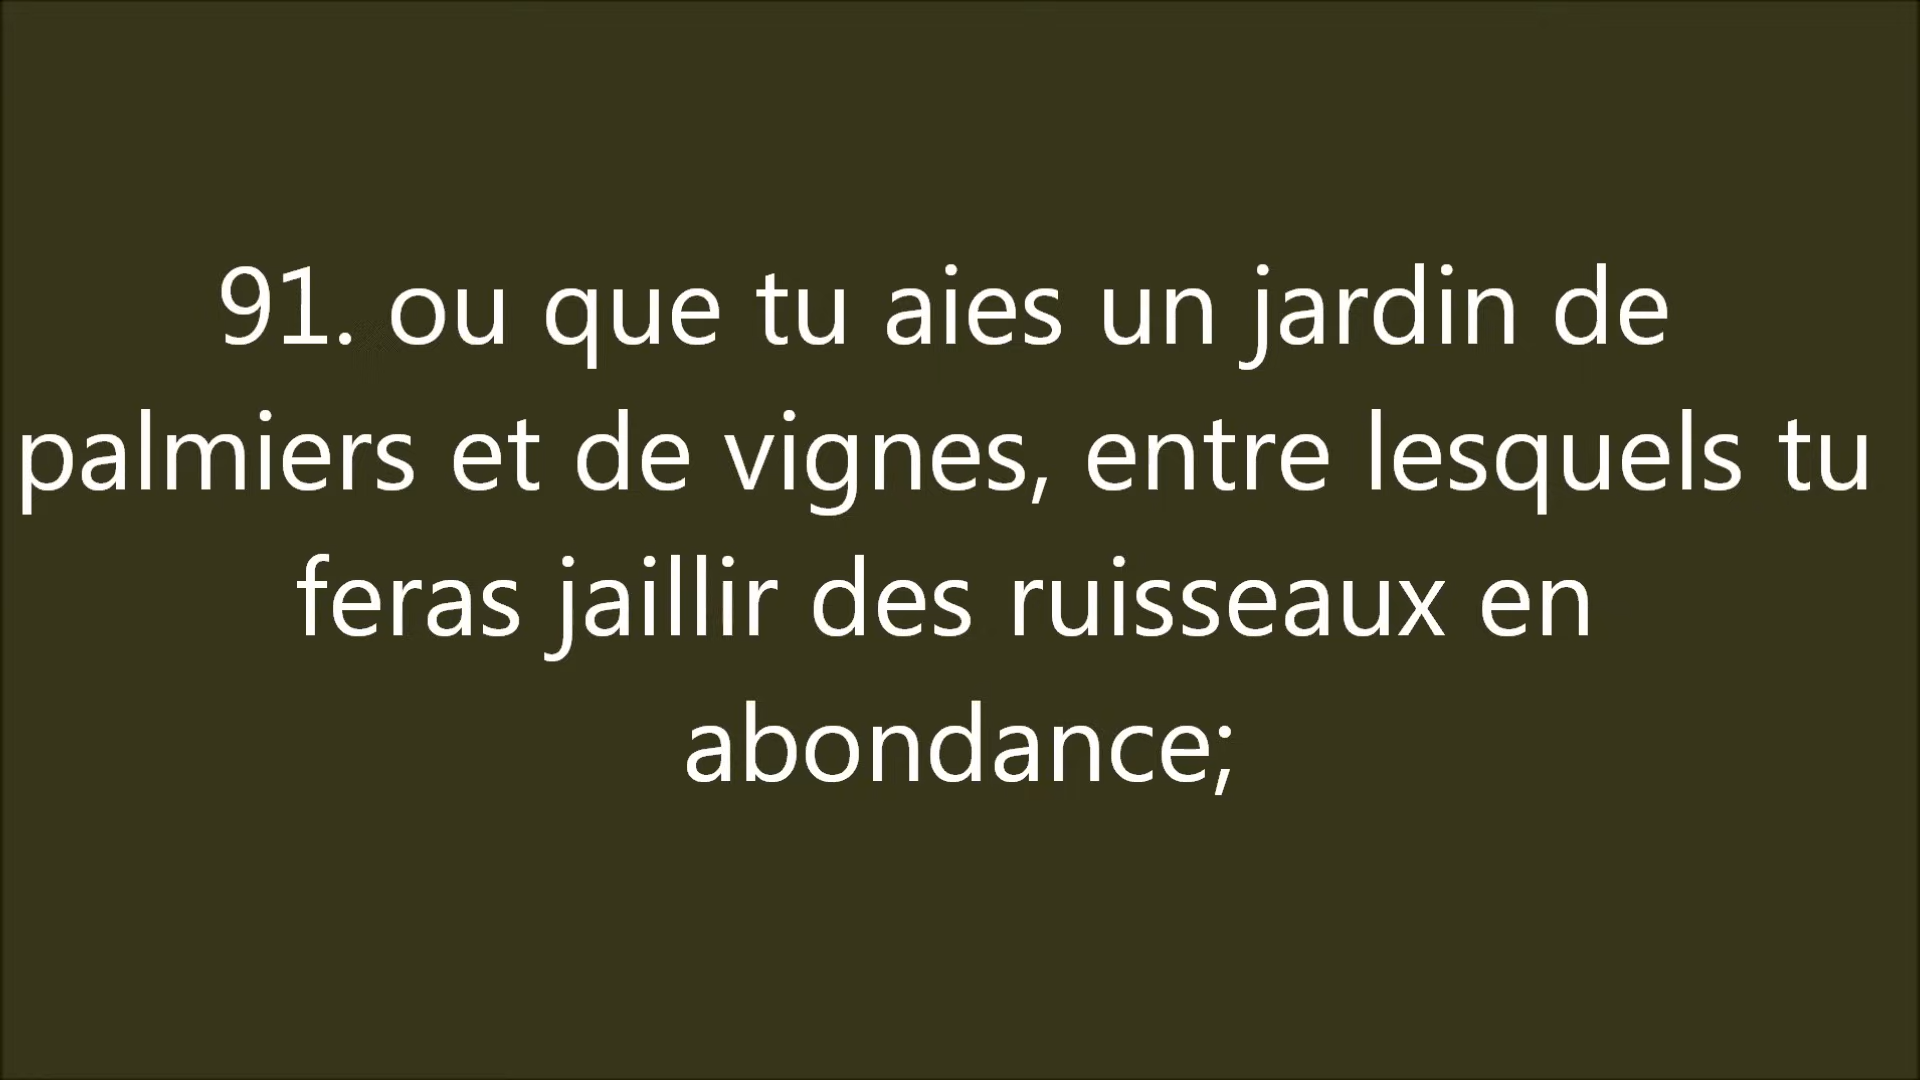 91. ou que tu aies un jardin de
palmiers et de vignes, entre lesquels tu
feras jaillir des ruisseaux en
abondance;